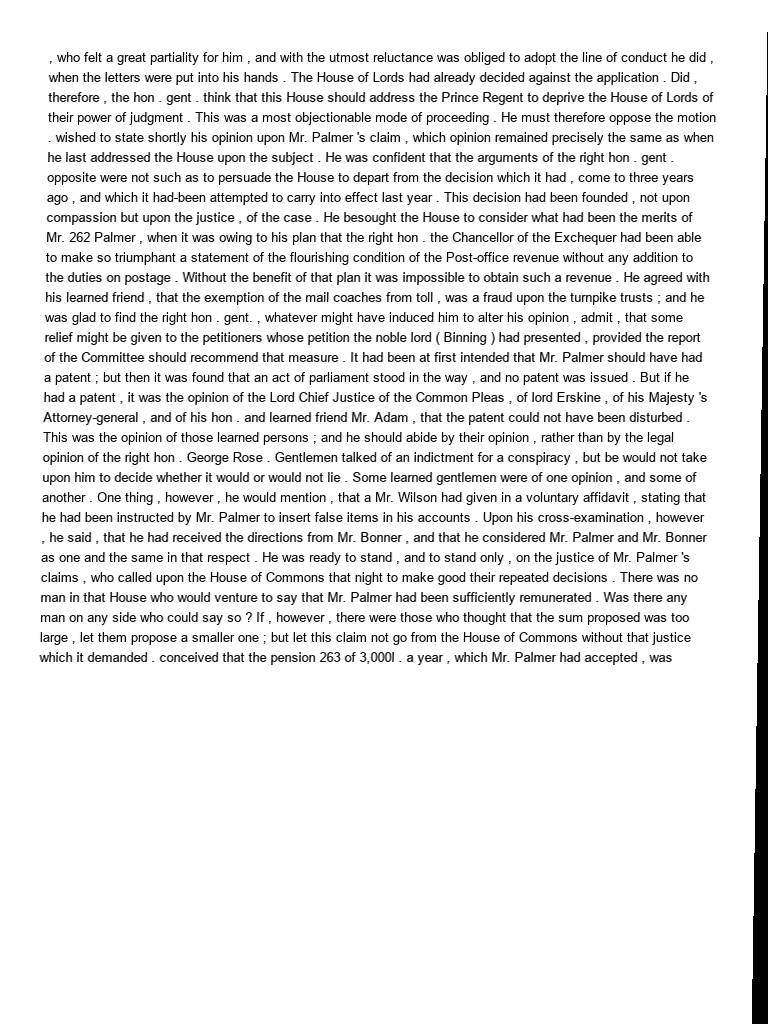 , who felt a great partiality for him , and with the utmost reluctance was obliged to adopt the line of conduct he did ,
when the letters were put into his hands . The House of Lords had already decided against the application . Did ,
therefore , the hon . gent . think that this House should address the Prince Regent to deprive the House of Lords of
their power of judgment . This was a most objectionable mode of proceeding . He must therefore oppose the motion
. wished to state shortly his opinion upon Mr. Palmer 's claim , which opinion remained precisely the same as when
he last addressed the House upon the subject . He was confident that the arguments of the right hon . gent .
opposite were not such as to persuade the House to depart from the decision which it had , come to three years
ago , and which it had-been attempted to carry into effect last year . This decision had been founded , not upon
compassion but upon the justice , of the case . He besought the House to consider what had been the merits of
Mr. 262 Palmer , when it was owing to his plan that the right hon . the Chancellor of the Exchequer had been able
to make so triumphant a statement of the flourishing condition of the Post-office revenue without any addition to
the duties on postage . Without the benefit of that plan it was impossible to obtain such a revenue . He agreed with
his learned friend , that the exemption of the mail coaches from toll , was a fraud upon the turnpike trusts ; and he
was glad to find the right hon . gent. , whatever might have induced him to alter his opinion , admit , that some
relief might be given to the petitioners whose petition the noble lord ( Binning ) had presented , provided the report
of the Committee should recommend that measure . It had been at first intended that Mr. Palmer should have had
a patent ; but then it was found that an act of parliament stood in the way , and no patent was issued . But if he
had a patent , it was the opinion of the Lord Chief Justice of the Common Pleas , of lord Erskine , of his Majesty 's
Attorney-general , and of his hon . and learned friend Mr. Adam , that the patent could not have been disturbed .
This was the opinion of those learned persons ; and he should abide by their opinion , rather than by the legal
opinion of the right hon . George Rose . Gentlemen talked of an indictment for a conspiracy , but be would not take
upon him to decide whether it would or would not lie . Some learned gentlemen were of one opinion , and some of
another . One thing , however , he would mention , that a Mr. Wilson had given in a voluntary affidavit , stating that
he had been instructed by Mr. Palmer to insert false items in his accounts . Upon his cross-examination , however
, he said , that he had received the directions from Mr. Bonner , and that he considered Mr. Palmer and Mr. Bonner
as one and the same in that respect . He was ready to stand , and to stand only , on the justice of Mr. Palmer 's
claims , who called upon the House of Commons that night to make good their repeated decisions . There was no
man in that House who would venture to say that Mr. Palmer had been sufficiently remunerated . Was there any
man on any side who could say so ? If , however , there were those who thought that the sum proposed was too
large , let them propose a smaller one ; but let this claim not go from the House of Commons without that justice
which it demanded . conceived that the pension 263 of 3,000l . a year , which Mr. Palmer had accepted , was